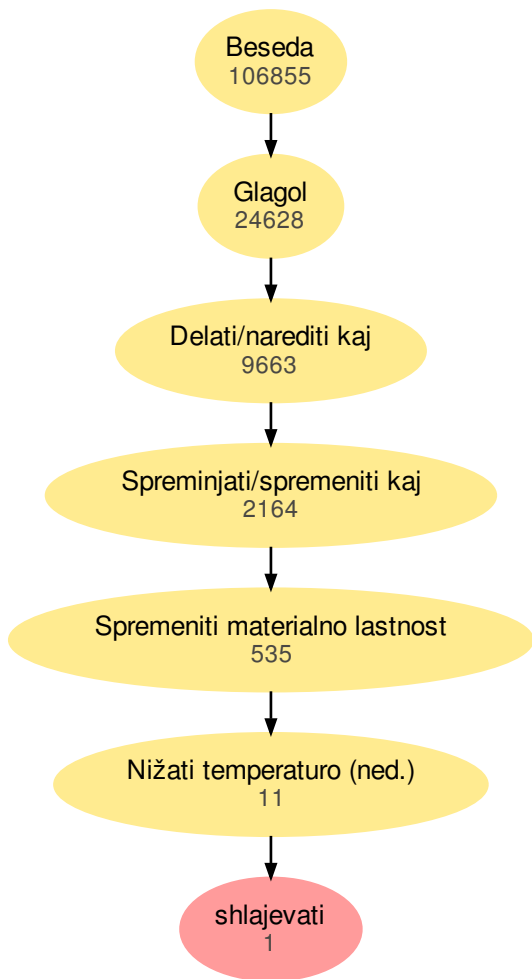 Beseda
106855
Glagol
24628
Delati/narediti kaj
9663
Spreminjati/spremeniti kaj
2164
Spremeniti materialno lastnost
535
Nižati temperaturo (ned.)
11
shlajevati
1